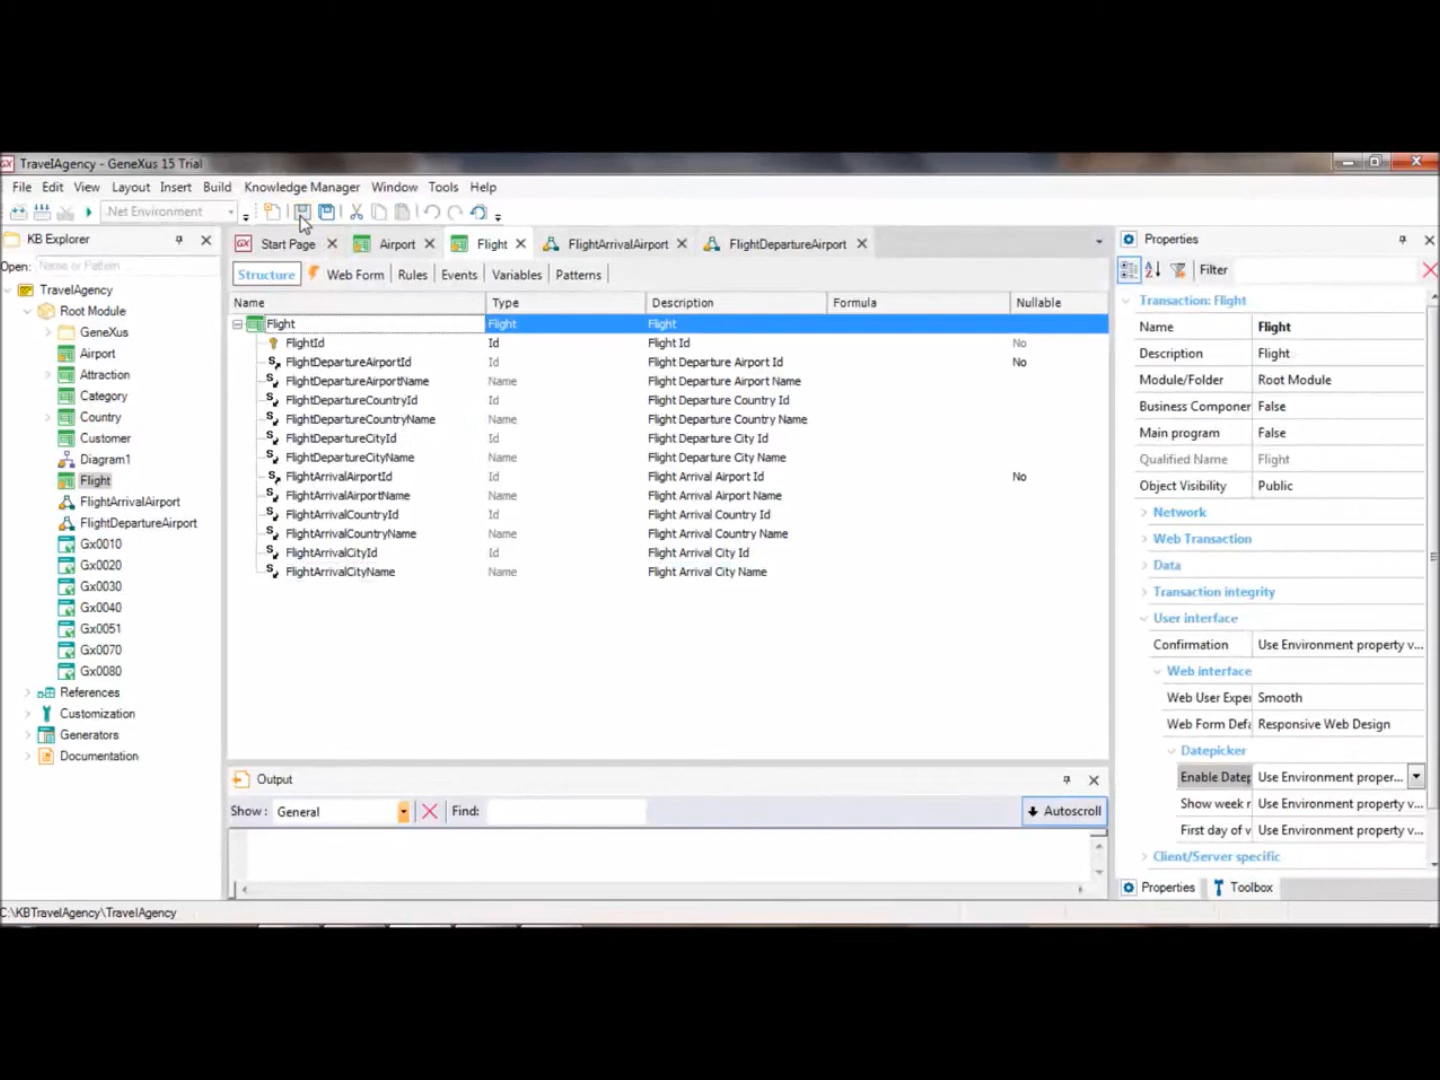 TravelAgency - GeneXus 15 Trial
File Edit View Layout Insert Build Knowledge Manager Window Tools Help
.Net Environment
KB Explorer
Open: Name or Pattern
TravelAgency
Root Module
GeneXus
Airport
Attraction
Category
Country
Customer
Diagram1
Flight
FlightArrivalAirport
FlightDepartureAirport
Gx0010
Gx0020
Gx0030
Gx0040
Gx0051
Gx0070
Gx0080
References
Customization
Generators
Documentation
Start Page Airport Flight FlightArrivalAirport FlightDepartureAirport
Structure Web Form Rules Events Variables Patterns
Name Type Description Formula Nullable
Flight Flight Flight
FlightId Id Flight Id No
FlightDepartureAirportId Id Flight Departure Airport Id No
FlightDepartureAirportName Name Flight Departure Airport Name
FlightDepartureCountryId Id Flight Departure Country Id
FlightDepartureCountryName Name Flight Departure Country Name
FlightDepartureCityId Id Flight Departure City Id
FlightDepartureCityName Name Flight Departure City Name
FlightArrivalAirportId Id Flight Arrival Airport Id No
FlightArrivalAirportName Name Flight Arrival Airport Name
FlightArrivalCountryId Id Flight Arrival Country Id
FlightArrivalCountryName Name Flight Arrival Country Name
FlightArrivalCityId Id Flight Arrival City Id
FlightArrivalCityName Name Flight Arrival City Name
Output
Show: General Find: Autoscroll
Properties
Filter
Transaction: Flight
Name Flight
Description Flight
Module/Folder Root Module
Business Componer False
Main program False
Qualified Name Flight
Object Visibility Public
Network
Web Transaction
Data
Transaction integrity
User interface
Confirmation Use Environment property v...
Web interface
Web User Expe Smooth
Web Form Defa Responsive Web Design
Datepicker
Enable Datep Use Environment proper...
Show week r Use Environment property v...
First day of v Use Environment property v...
Client/Server specific
Properties Toolbox
C:\KBTravelAgency\TravelAgency